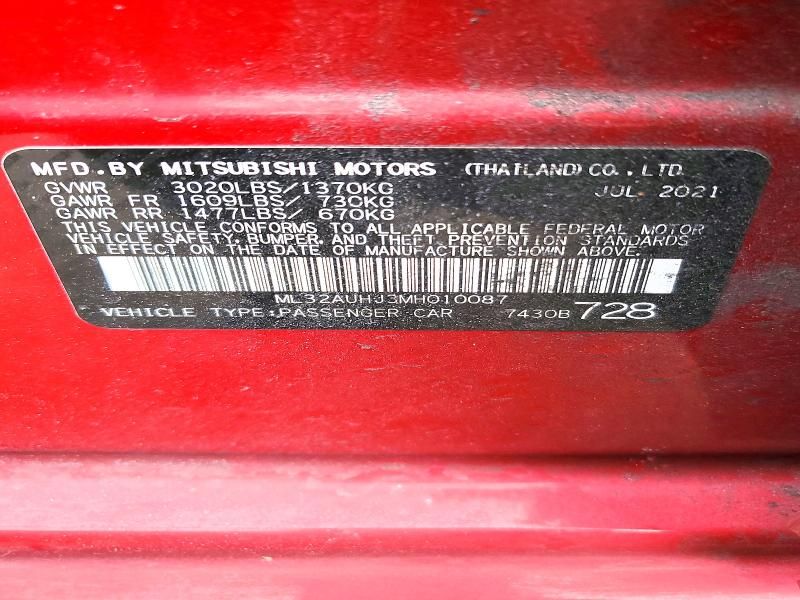 MFD.BY MITSUBISHI MOTORS (THAILAND) CO., LTD.
GVWR 3020LBS/1370KG JUL. 2021
GAWR FR 1609LBS/ 730KG
GAWR RR 1477LBS/ 670KG
THIS VEHICLE CONFORMS TO ALL APPLICABLE FEDERAL MOTOR
VEHICLE SAFETY, BUMPER, AND THEFT PREVENTION STANDARDS
IN EFFECT ON THE DATE OF MANUFACTURE SHOWN ABOVE.
ML32AUHJ3MH010087
VEHICLE TYPE:PASSENGER CAR 7430B 728